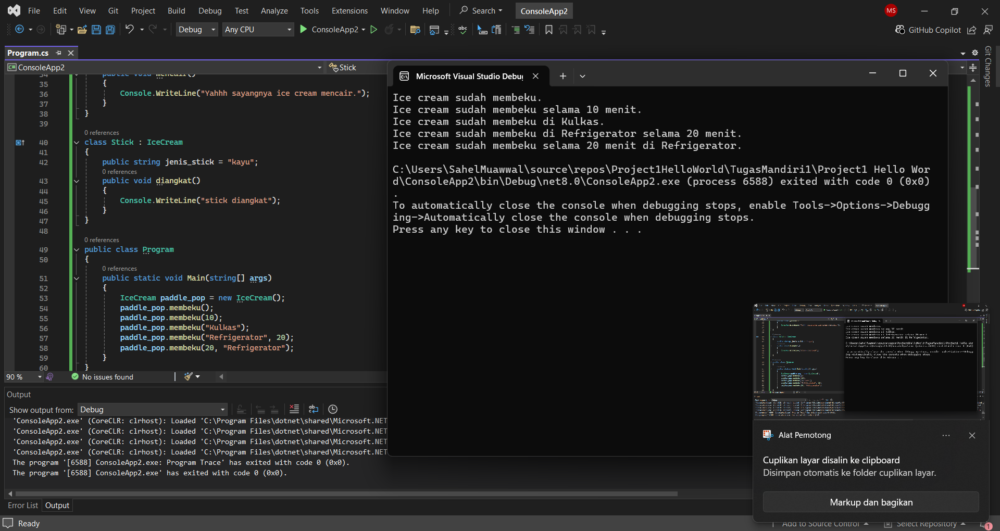 File Edit View Git Project Build Debug Test Analyze Tools Extensions Window Help Search ConsoleApp2 MS
Debug Any CPU ConsoleApp2 GitHub Copilot
Program.cs
ConsoleApp2 Stick
Git Changes
34 public void mencair()
35 {
36 Console.WriteLine("Yahhh sayangnya ice cream mencair.");
37 }
38 }
39
0 references
40 class Stick : IceCream
41 {
42 public string jenis_stick = "kayu";
0 references
43 public void diangkat()
44 {
45 Console.WriteLine("stick diangkat");
46 }
47 }
48
0 references
49 public class Program
50 {
0 references
51 public static void Main(string[] args)
52 {
53 IceCream paddle_pop = new IceCream();
54 paddle_pop.membeku();
55 paddle_pop.membeku(10);
56 paddle_pop.membeku("Kulkas");
57 paddle_pop.membeku("Refrigerator", 20);
58 paddle_pop.membeku(20, "Refrigerator");
59 }
60 }
90 % No issues found
Microsoft Visual Studio Debug
Ice cream sudah membeku.
Ice cream sudah membeku selama 10 menit.
Ice cream sudah membeku di Kulkas.
Ice cream sudah membeku di Refrigerator selama 20 menit.
Ice cream sudah membeku selama 20 menit di Refrigerator.
C:\Users\SahelMuawwal\source\repos\Project1HelloWorld\TugasMandiri1\Project1 Hello Wor
d\ConsoleApp2\bin\Debug\net8.0\ConsoleApp2.exe (process 6588) exited with code 0 (0x0)
.
To automatically close the console when debugging stops, enable Tools->Options->Debugg
ing->Automatically close the console when debugging stops.
Press any key to close this window . . .
Output
Show output from: Debug
'ConsoleApp2.exe' (CoreCLR: clrhost): Loaded 'C:\Program Files\dotnet\shared\Microsoft.NET
'ConsoleApp2.exe' (CoreCLR: clrhost): Loaded 'C:\Program Files\dotnet\shared\Microsoft.NET
'ConsoleApp2.exe' (CoreCLR: clrhost): Loaded 'C:\Program Files\dotnet\shared\Microsoft.NET
'ConsoleApp2.exe' (CoreCLR: clrhost): Loaded 'C:\Program Files\dotnet\shared\Microsoft.NET
The program '[6588] ConsoleApp2.exe: Program Trace' has exited with code 0 (0x0).
The program '[6588] ConsoleApp2.exe' has exited with code 0 (0x0).
Error List Output
Alat Pemotong
Cuplikan layar disalin ke clipboard
Disimpan otomatis ke folder cuplikan layar.
Markup dan bagikan
Ready Add to Source Control Select Repository 1